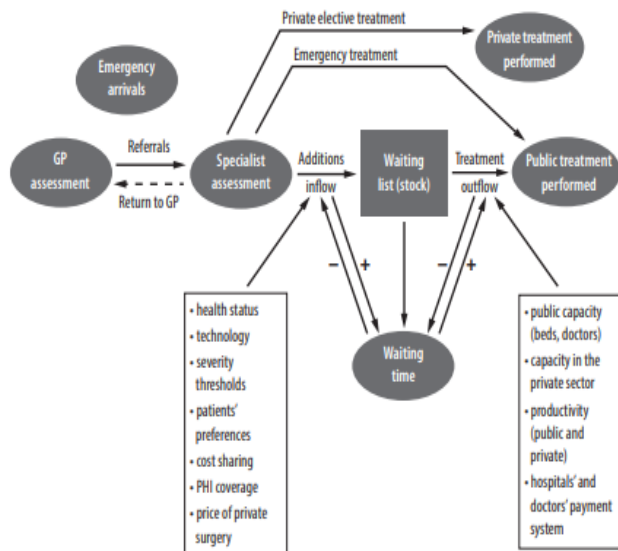 Private elective treatment
Private treatment
performed
Emergency treatment
Emergency
arrivals
Referrals
GP
assessment
Return to GP
Specialist
assessment
Additions
inflow
Waiting
list (stock)
Treatment
outflow
Public treatment
performed
– +
– +
Waiting
time
• health status
• technology
• severity
thresholds
• patients'
preferences
• cost sharing
• PHI coverage
• price of private
surgery
• public capacity
(beds, doctors)
• capacity in the
private sector
• productivity
(public and
private)
• hospitals' and
doctors' payment
system